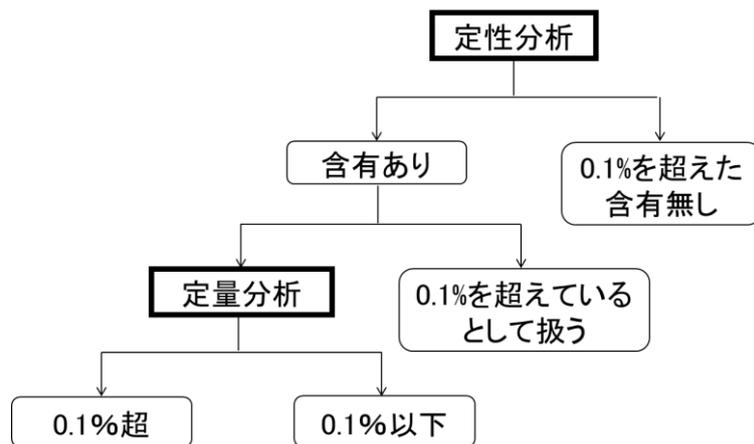 定性分析
含有あり
0.1%を超えた
含有無し
定量分析
0.1%を超えている
として扱う
0.1%超
0.1%以下